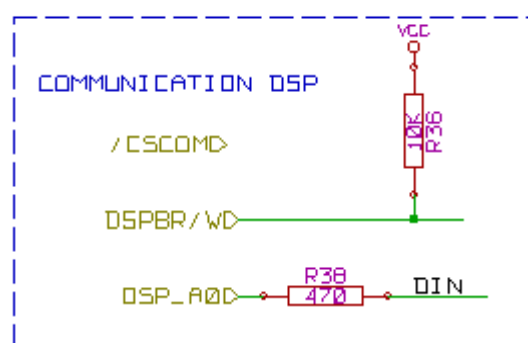 VCC
COMMUNICATION DSP
10K
R36
/CSCOM
DSPBR/W
R38
DSP_A0
470
DIN